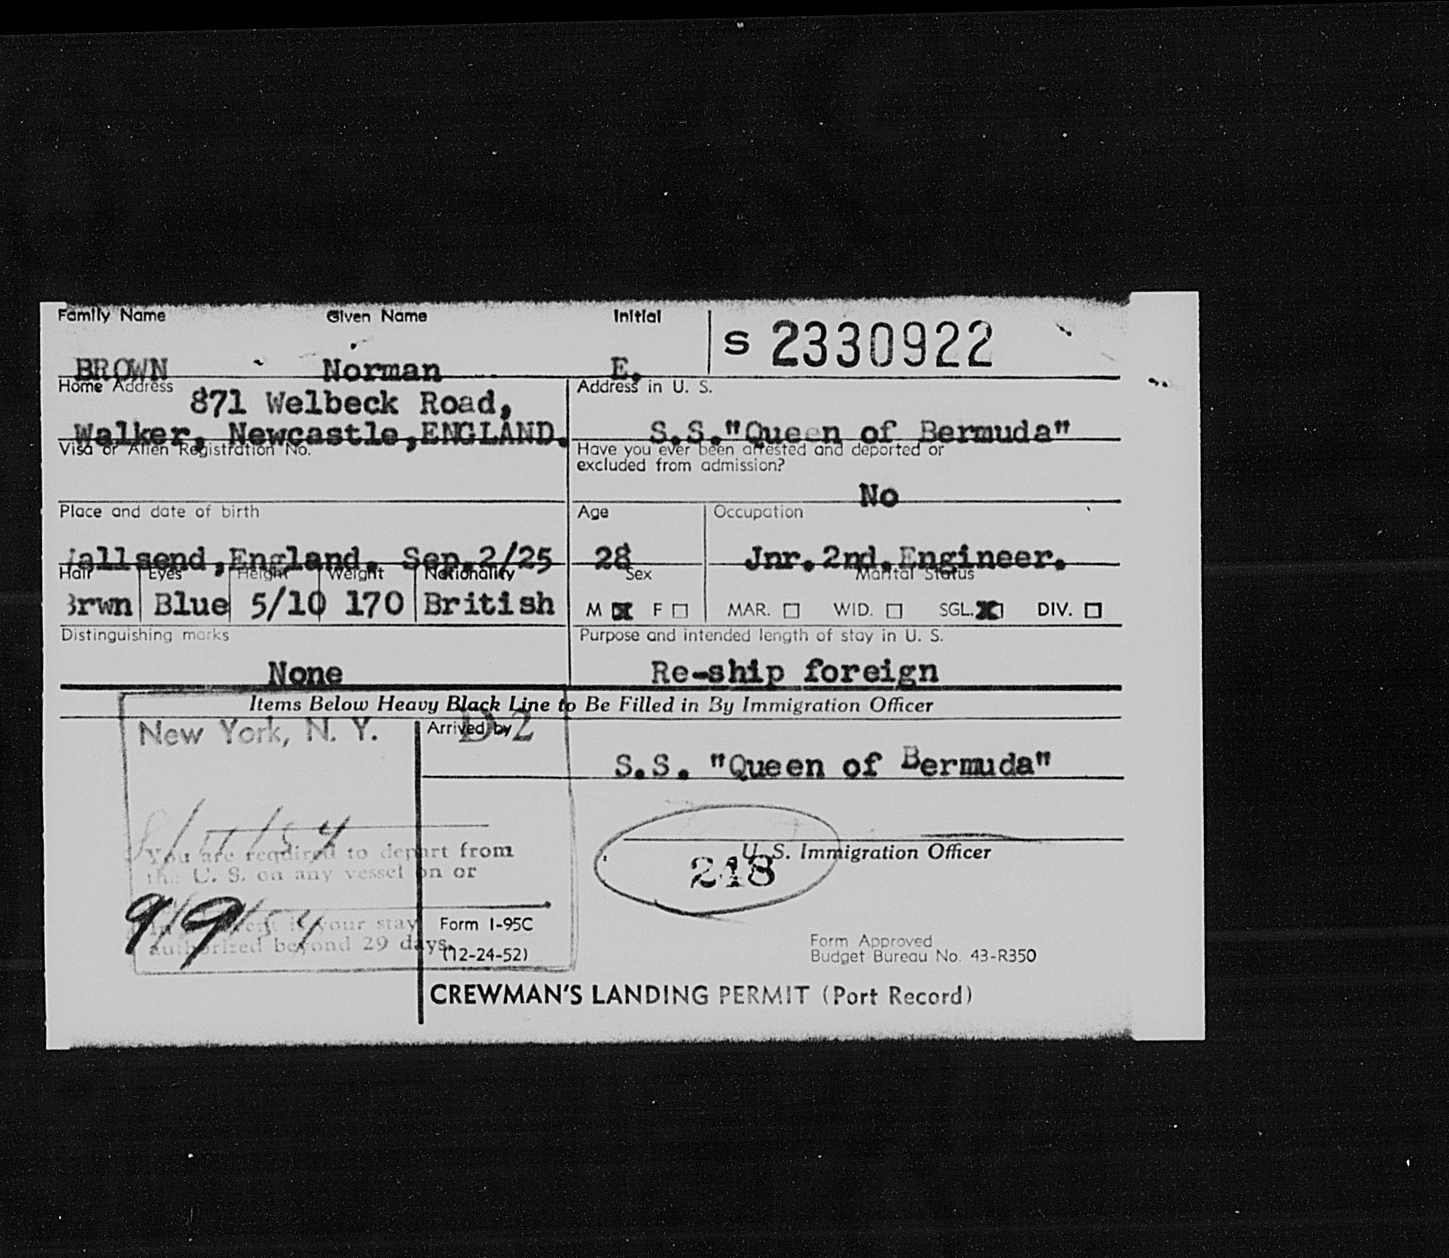 Family Name Given Name Initial
S 2330922
BROWN Norman E.
Home Address
871 Welbeck Road,
Walker, Newcastle,ENGLAND.
Address in U. S.
S.S."Queen of Bermuda"
Visa or Alien Registration No.
Have you ever been arrested and deported or
excluded from admission?
No
Place and date of birth
allsend,England. Sep.2/25
Age
28
Occupation
Jnr.2nd.Engineer.
Hair Eyes Height Weight Nationality
rwn Blue 5/10 170 British
Sex
M F
Marital Status
MAR. WID. SGL. DIV.
Distinguishing marks
None
Purpose and intended length of stay in U. S.
Re-ship foreign
Items Below Heavy Black Line to Be Filled in By Immigration Officer
New York, N. Y.
D-2
Arrived by
S.S. "Queen of Bermuda"
You are required to depart from
the U. S. on any vessel on or
9/9/54
your stay
authorized beyond 29 days.
U. S. Immigration Officer
248
Form I-95C
(12-24-52)
Form Approved
Budget Bureau No. 43-R350
CREWMAN'S LANDING PERMIT (Port Record)